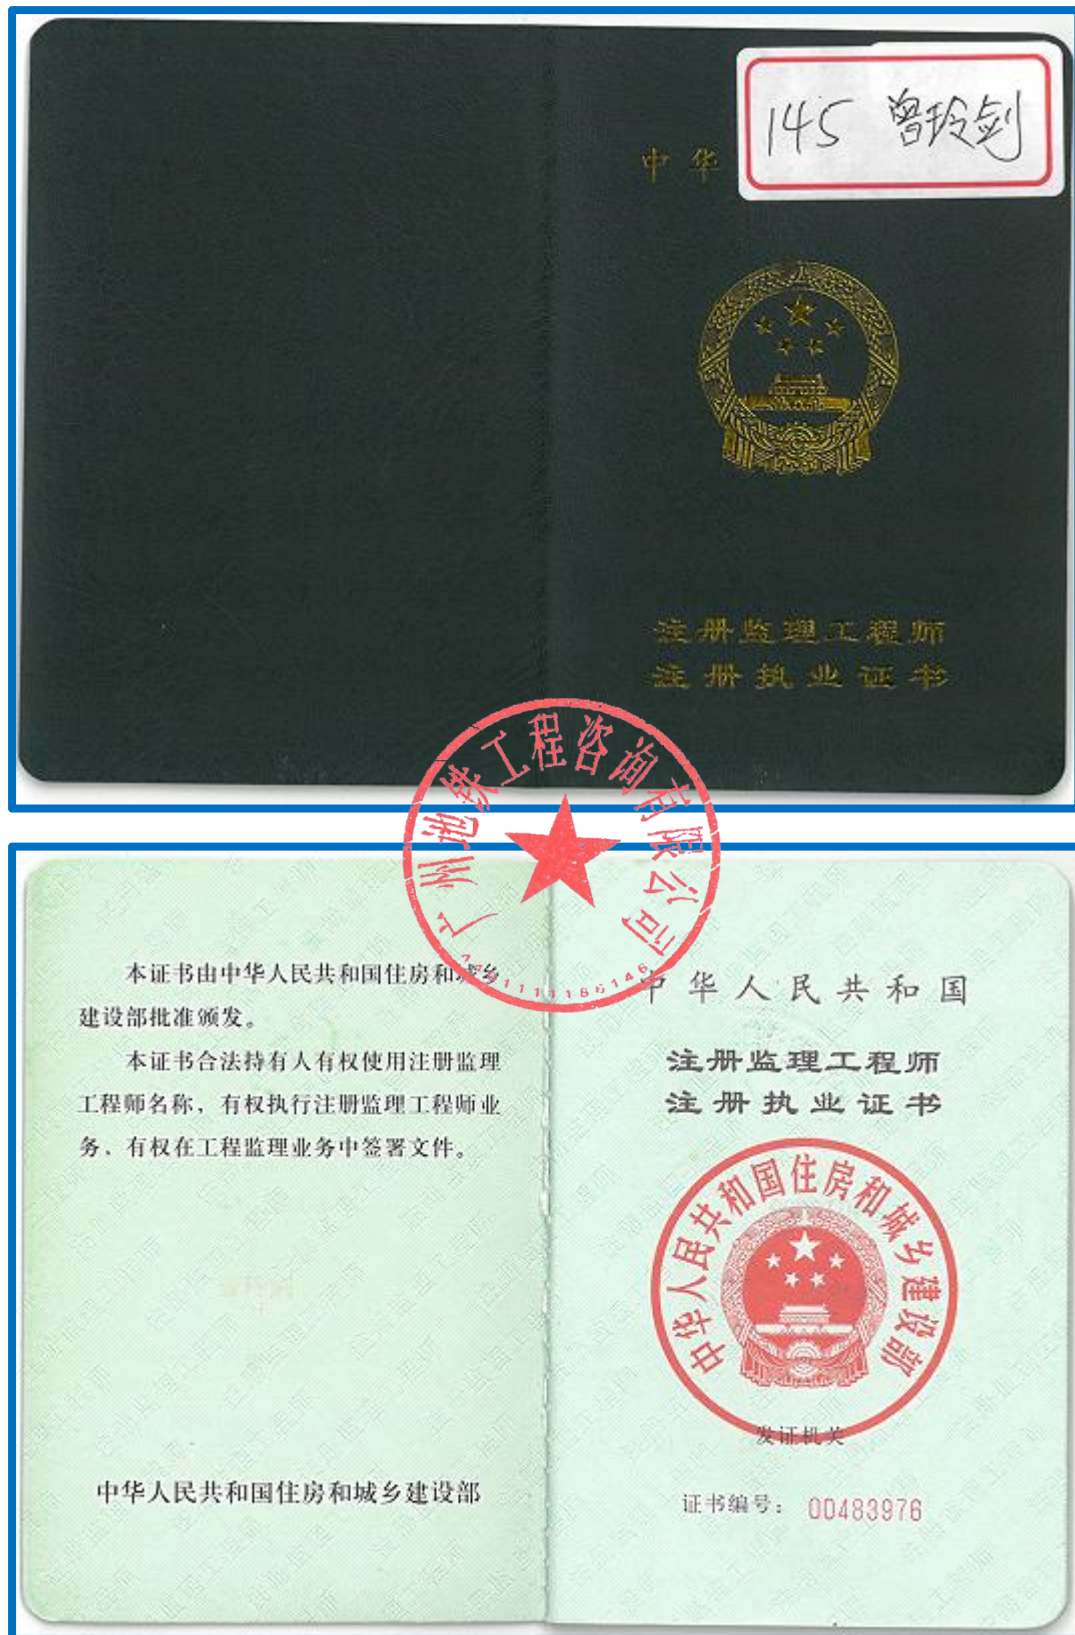 145 曾玲剑
中华
注册监理工程师
注册执业证书
广州地铁工程咨询有限公司
本证书由中华人民共和国住房和城乡
建设部批准颁发。
本证书合法持有人有权使用注册监理
工程师名称、有权执行注册监理工程师业
务、有权在工程监理业务中签署文件。
中华人民共和国住房和城乡建设部
中华人民共和国
注册监理工程师
注册执业证书
中华人民共和国住房和城乡建设部
发证机关
证书编号： 00483976